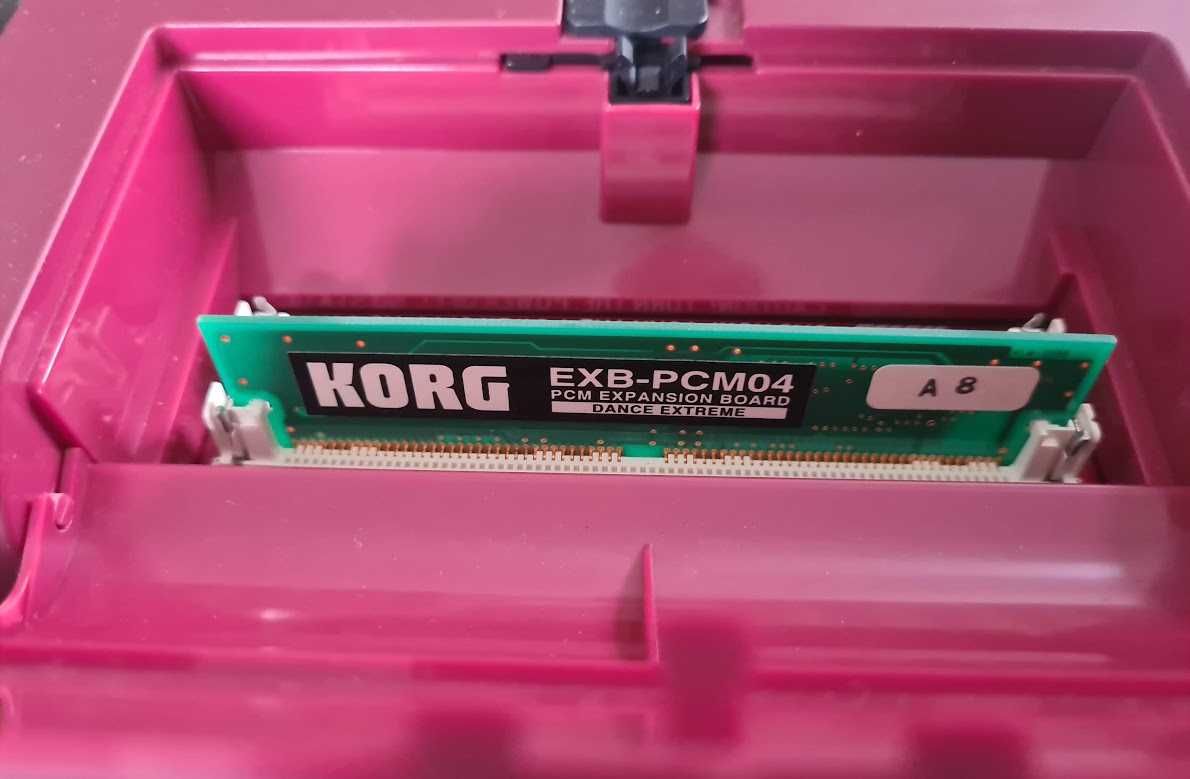 KORG
EXB-PCM04
PCM EXPANSION BOARD
DANCE EXTREME
A 8